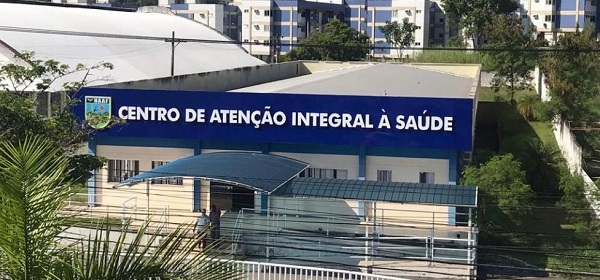 CENTRO DE ATENÇÃO INTEGRAL À SAÚDE